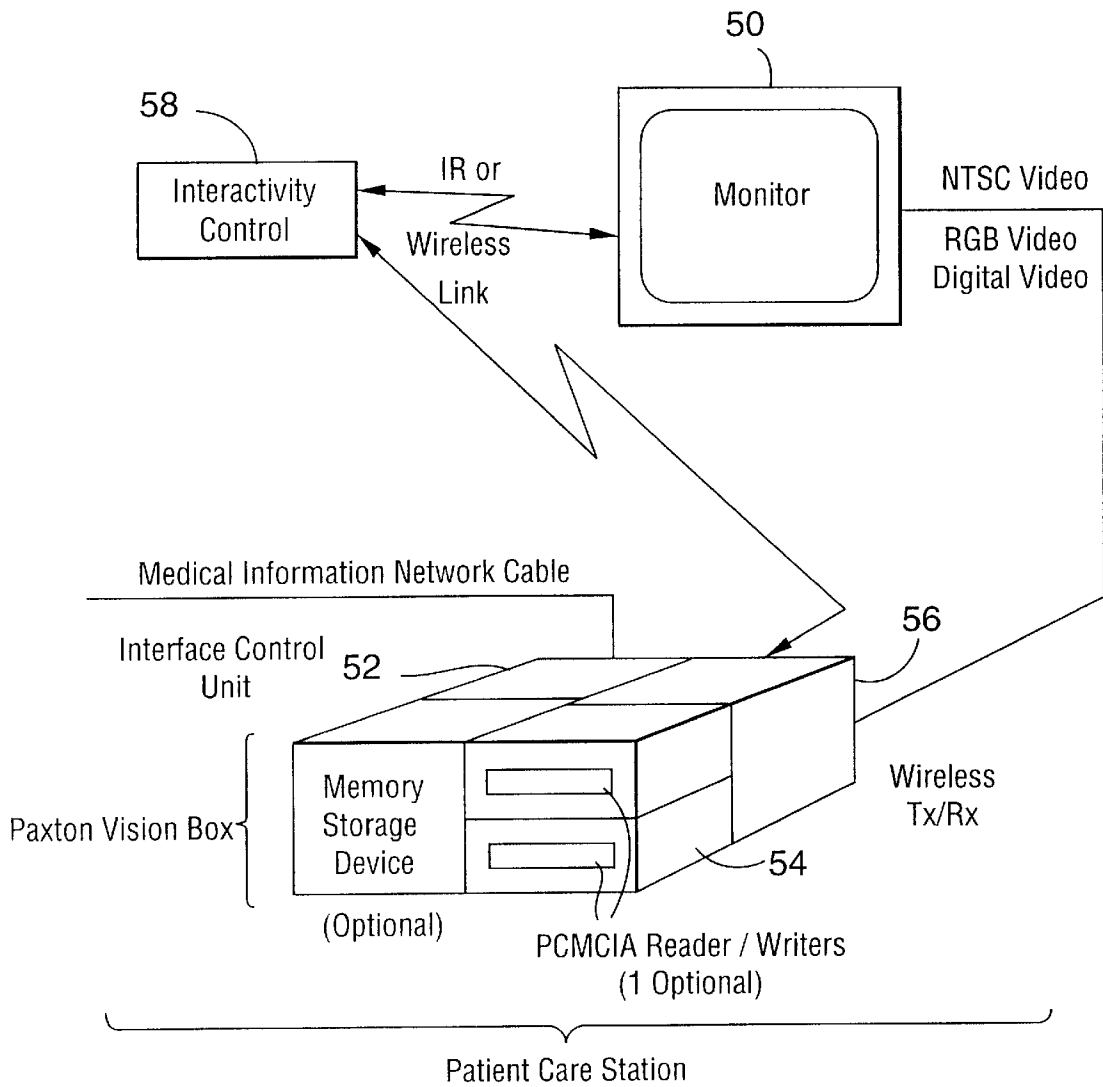 50
58
IR or
Interactivity
Control
Monitor
NTSC Video
Wireless
RGB Video
Digital Video
Link
Medical Information Network Cable
56
Interface Control
Unit
52
Memory
Storage
Device
Wireless
Tx/Rx
Paxton Vision Box
54
(Optional)
PCMCIA Reader / Writers
(1 Optional)
Patient Care Station